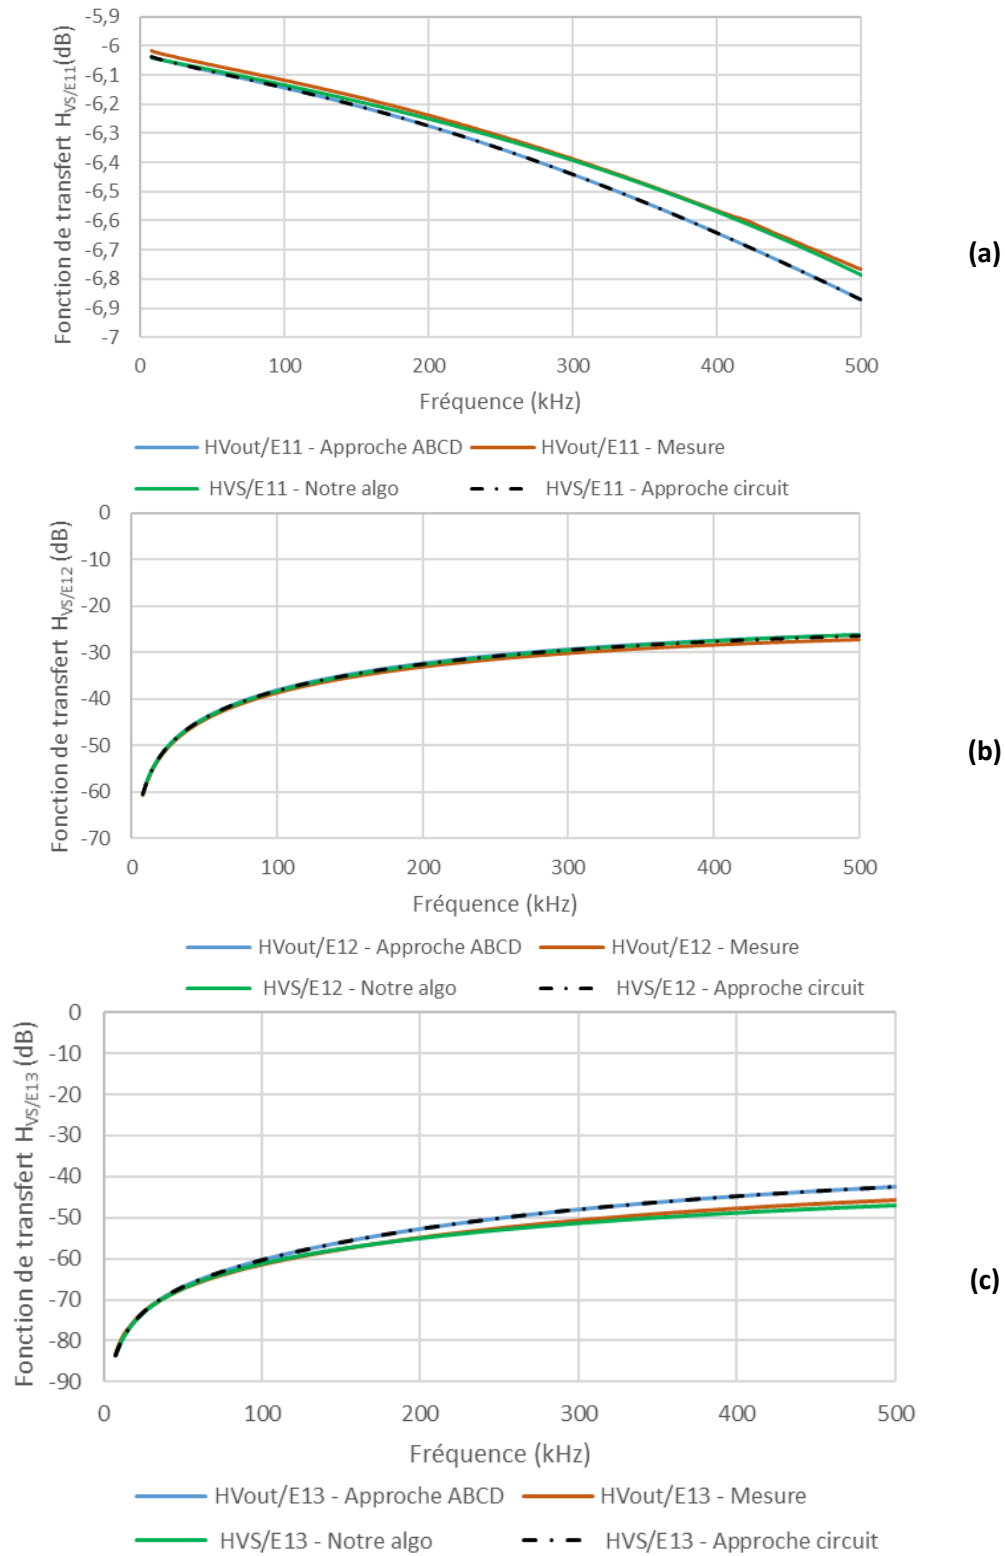 Fonction de transfert HVS/E11(dB)
-5,9
-6
-6,1
-6,2
-6,3
-6,4
-6,5
-6,6
-6,7
-6,8
-6,9
-7
0 100 200 300 400 500
Fréquence (kHz)
(a)
HVout/E11 - Approche ABCD HVout/E11 - Mesure
HVS/E11 - Notre algo HVS/E11 - Approche circuit
Fonction de transfert HVS/E12 (dB)
0
-10
-20
-30
-40
-50
-60
-70
0 100 200 300 400 500
Fréquence (kHz)
(b)
HVout/E12 - Approche ABCD HVout/E12 - Mesure
HVS/E12 - Notre algo HVS/E12 - Approche circuit
Fonction de transfert HVS/E13 (dB)
0
-10
-20
-30
-40
-50
-60
-70
-80
-90
0 100 200 300 400 500
Fréquence (kHz)
(c)
HVout/E13 - Approche ABCD HVout/E13 - Mesure
HVS/E13 - Notre algo HVS/E13 - Approche circuit